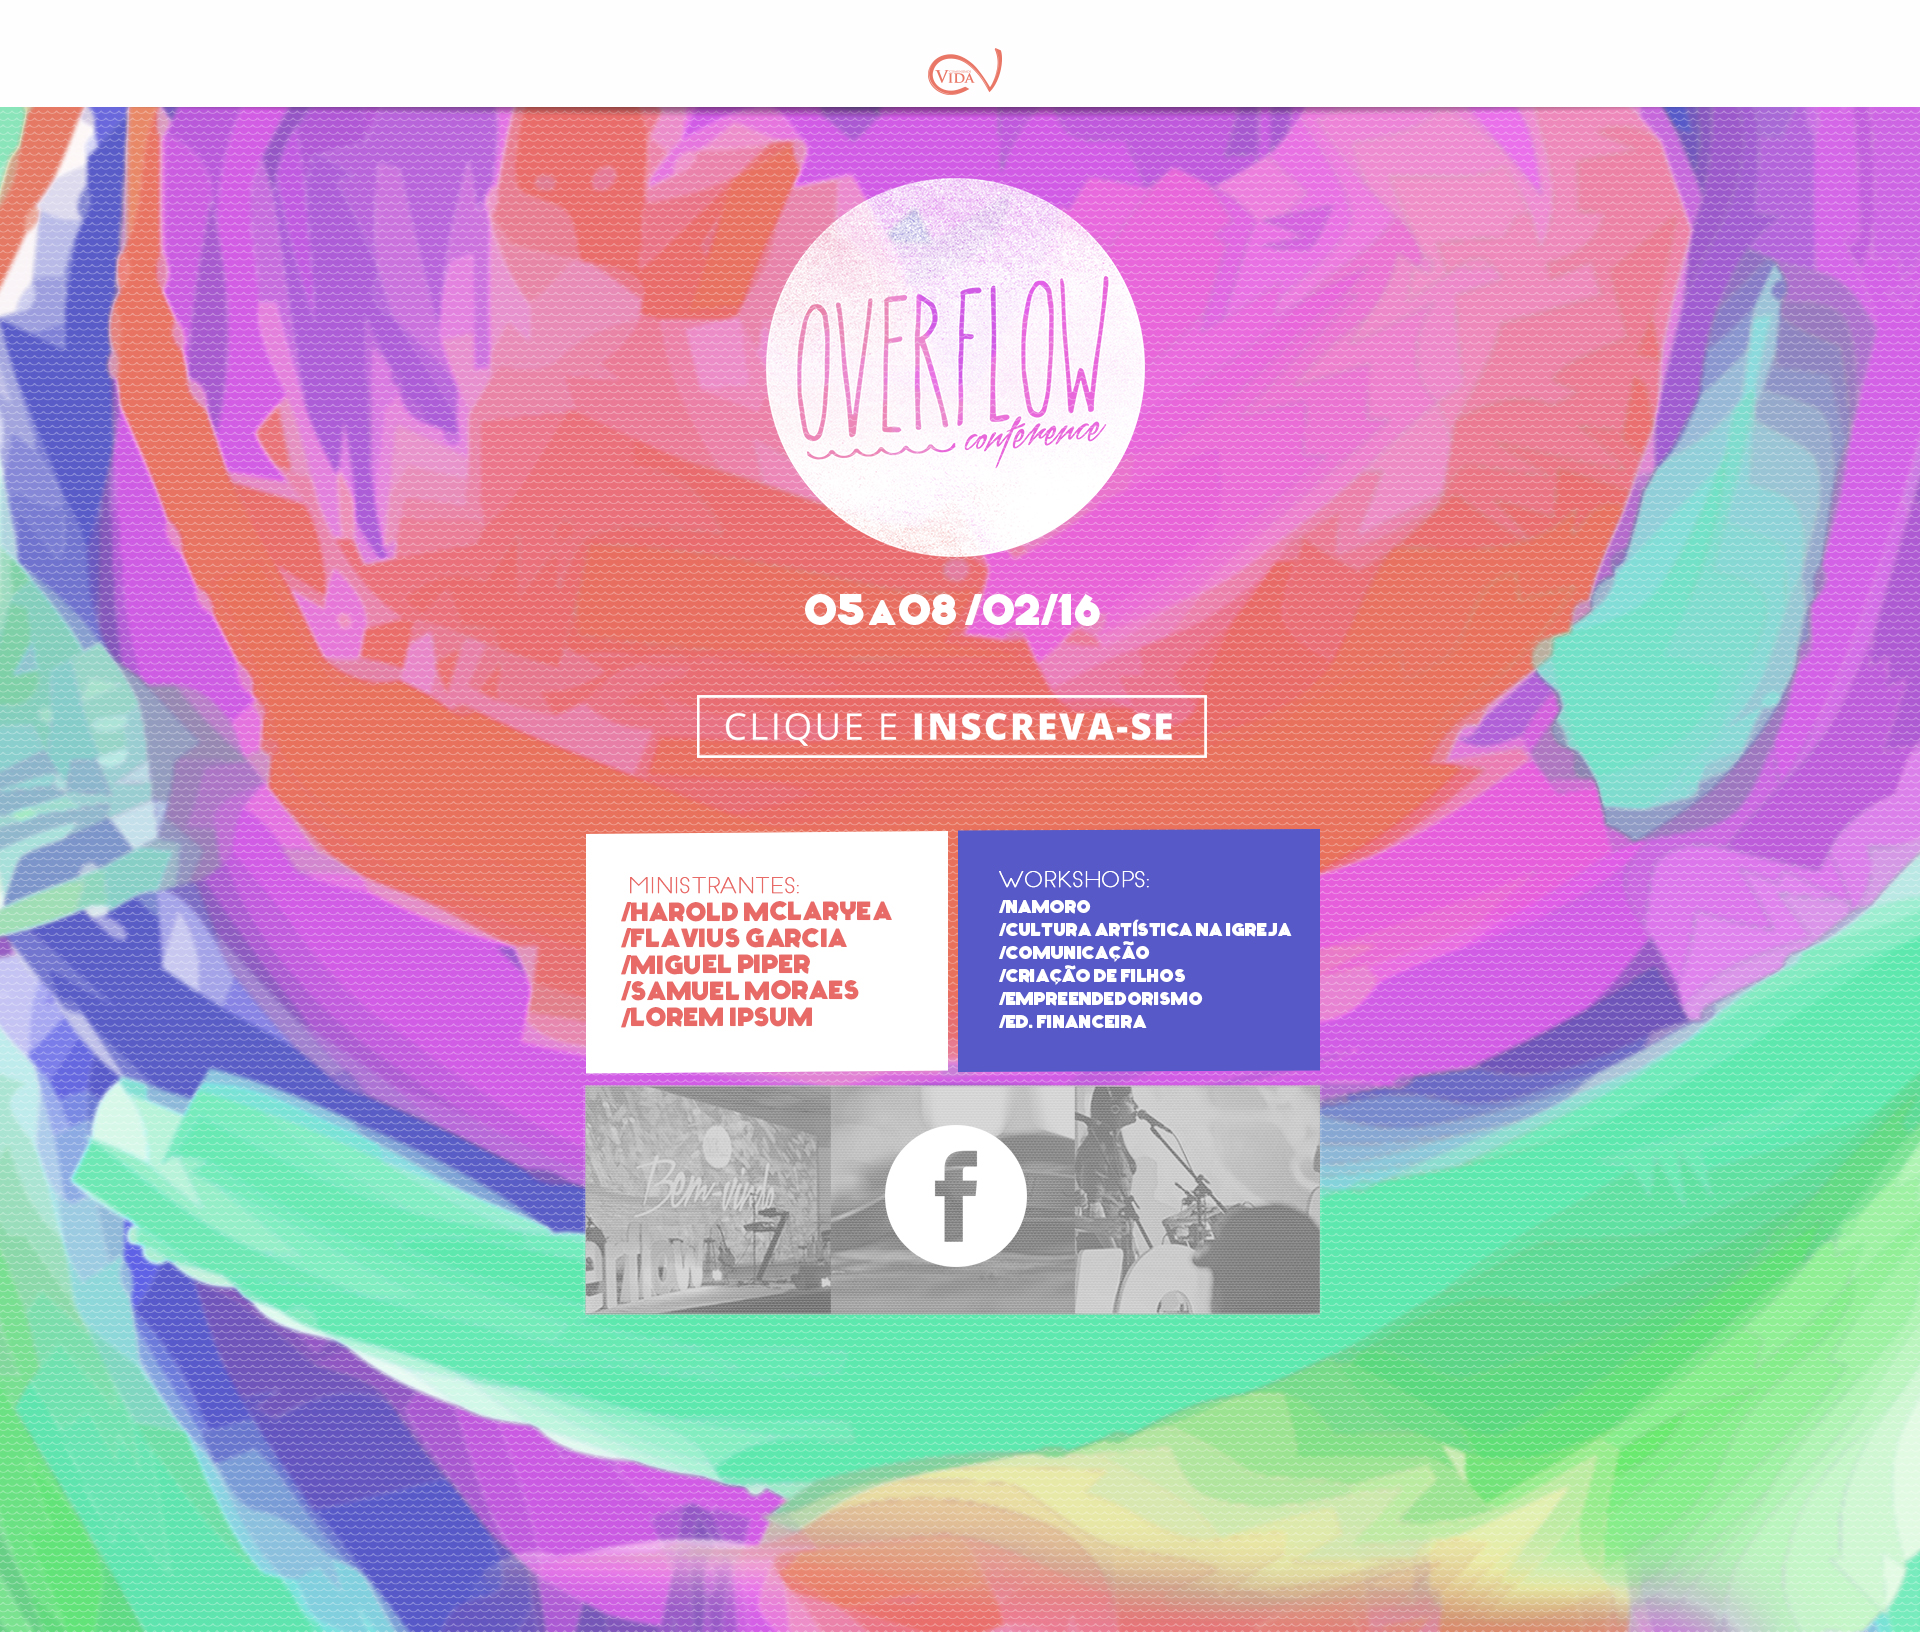 VIDA
OVERFLOW
conference
05 A 08 /02/16
CLIQUE E INSCREVA-SE
MINISTRANTES:
/HAROLD MCLARYEA
/FLAVIUS GARCIA
/MIGUEL PIPER
/SAMUEL MORAES
/LOREM IPSUM
WORKSHOPS:
/NAMORO
/CULTURA ARTÍSTICA NA IGREJA
/COMUNICAÇÃO
/CRIAÇÃO DE FILHOS
/EMPREENDEDORISMO
/ED. FINANCEIRA
Bem-vindo
erflow
f